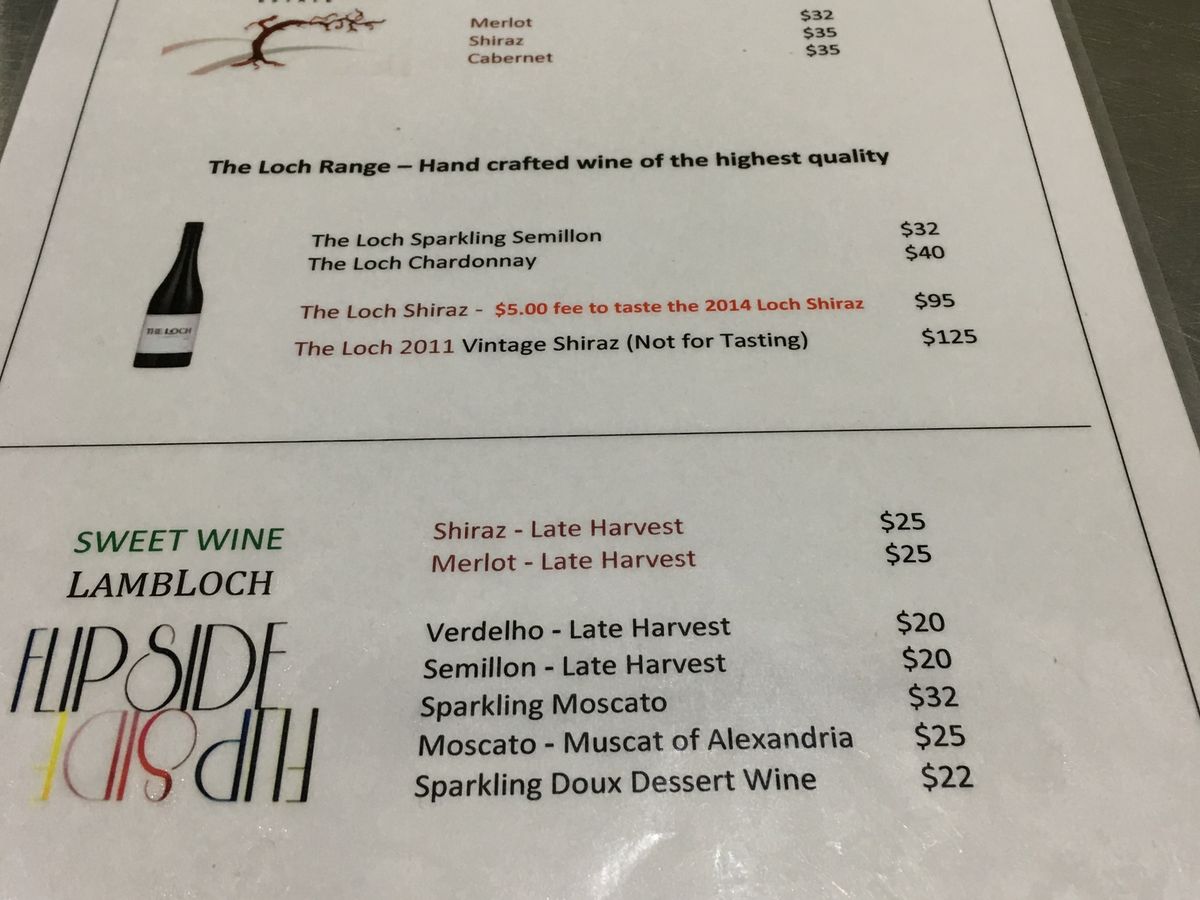 Merlot $32
Shiraz $35
Cabernet $35
The Loch Range – Hand crafted wine of the highest quality
THE LOCH
The Loch Sparkling Semillon $32
The Loch Chardonnay $40
The Loch Shiraz - $5.00 fee to taste the 2014 Loch Shiraz $95
The Loch 2011 Vintage Shiraz (Not for Tasting) $125
SWEET WINE
LAMBLOCH
FLIP SIDE
FLIP SIDE
Shiraz - Late Harvest $25
Merlot - Late Harvest $25
Verdelho - Late Harvest $20
Semillon - Late Harvest $20
Sparkling Moscato $32
Moscato - Muscat of Alexandria $25
Sparkling Doux Dessert Wine $22